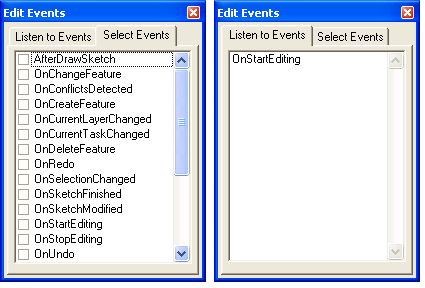 Edit Events
Listen to Events
Select Events
AfterDrawSketch
OnChangeFeature
OnConflictsDetected
OnCreateFeature
OnCurrentLayerChanged
OnCurrentTaskChanged
OnDeleteFeature
OnRedo
OnSelectionChanged
OnSketchFinished
OnSketchModified
OnStartEditing
OnStopEditing
OnUndo
Edit Events
Listen to Events
Select Events
OnStartEditing